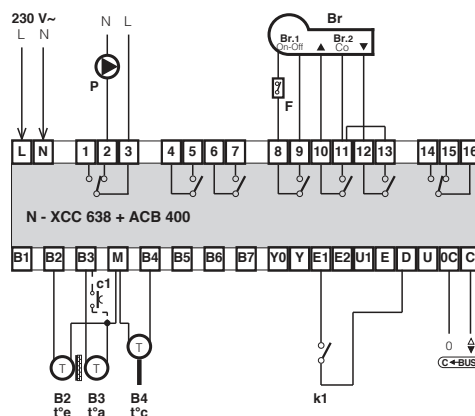 230 V~
L N
N L
P
Br
Br.1 Br.2
On-Off ▲ Co ▼
F
L N 1 2 3 4 5 6 7 8 9 10 11 12 13 14 15 16
N - XCC 638 + ACB 400
B1 B2 B3 M B4 B5 B6 B7 Y0 Y E1 E2 U1 E D U 0C C
c1
T T T
0
C BUS
B2 B3 B4
t°e t°a t°c
k1